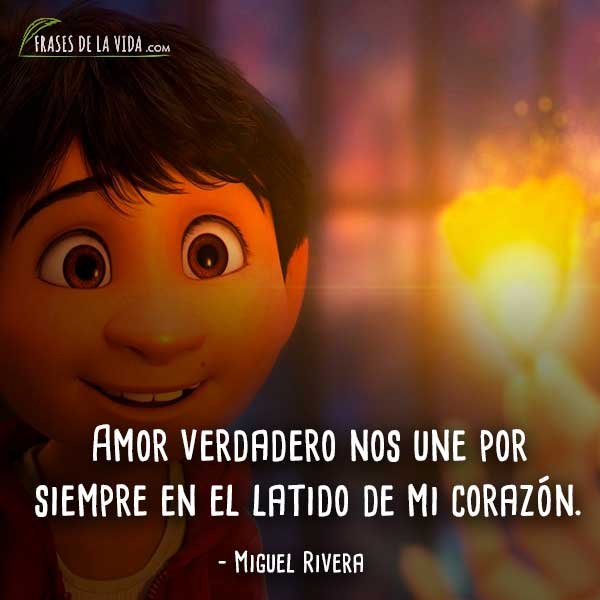 FRASES DE LA VIDA .COM
AMOR VERDADERO NOS UNE POR
SIEMPRE EN EL LATIDO DE MI CORAZÓN.
- MIGUEL RIVERA